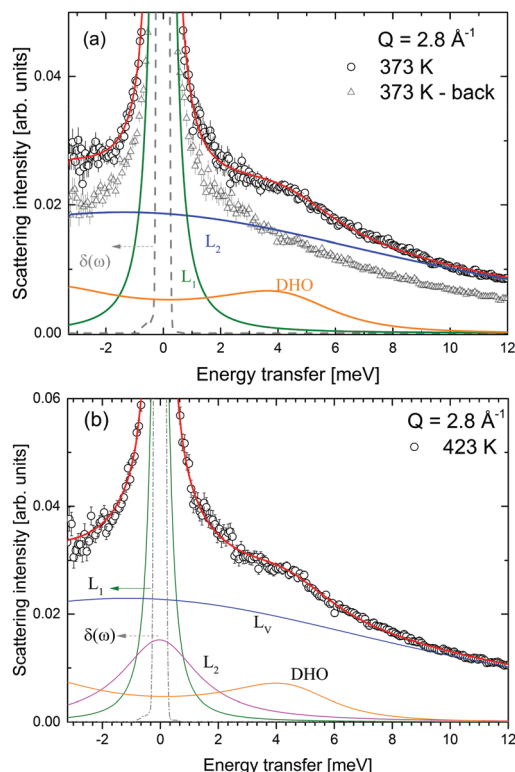 (a)
Q = 2.8 Å⁻¹
373 K
373 K - back
Scattering intensity [arb. units]
0.04
0.02
0.00
L₂
δ(ω)
L₁
DHO
-2 0 2 4 6 8 10 12
Energy transfer [meV]
(b)
Q = 2.8 Å⁻¹
423 K
Scattering intensity [arb. units]
0.06
0.04
0.02
0.00
L₁
δ(ω)
L_V
L₂
DHO
-2 0 2 4 6 8 10 12
Energy transfer [meV]